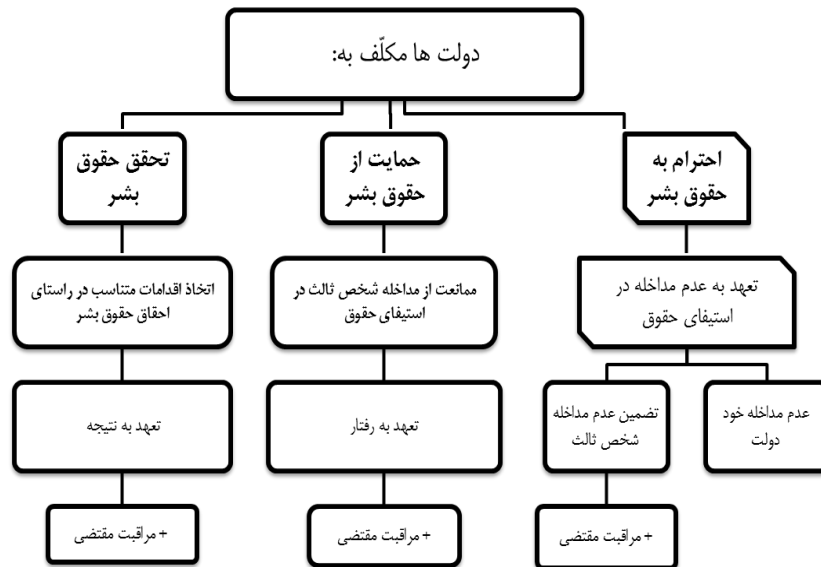 دولت ها مکلّف به:
احترام به
حقوق بشر
حمایت از
حقوق بشر
تحقق حقوق
بشر
تعهد به عدم مداخله در
استیفای حقوق
ممانعت از مداخله شخص ثالث در
استیفای حقوق
اتخاذ اقدامات متناسب در راستای
احقاق حقوق بشر
عدم مداخله خود
دولت
تضمین عدم مداخله
شخص ثالث
تعهد به رفتار
تعهد به نتیجه
+ مراقبت مقتضی
+ مراقبت مقتضی
+ مراقبت مقتضی